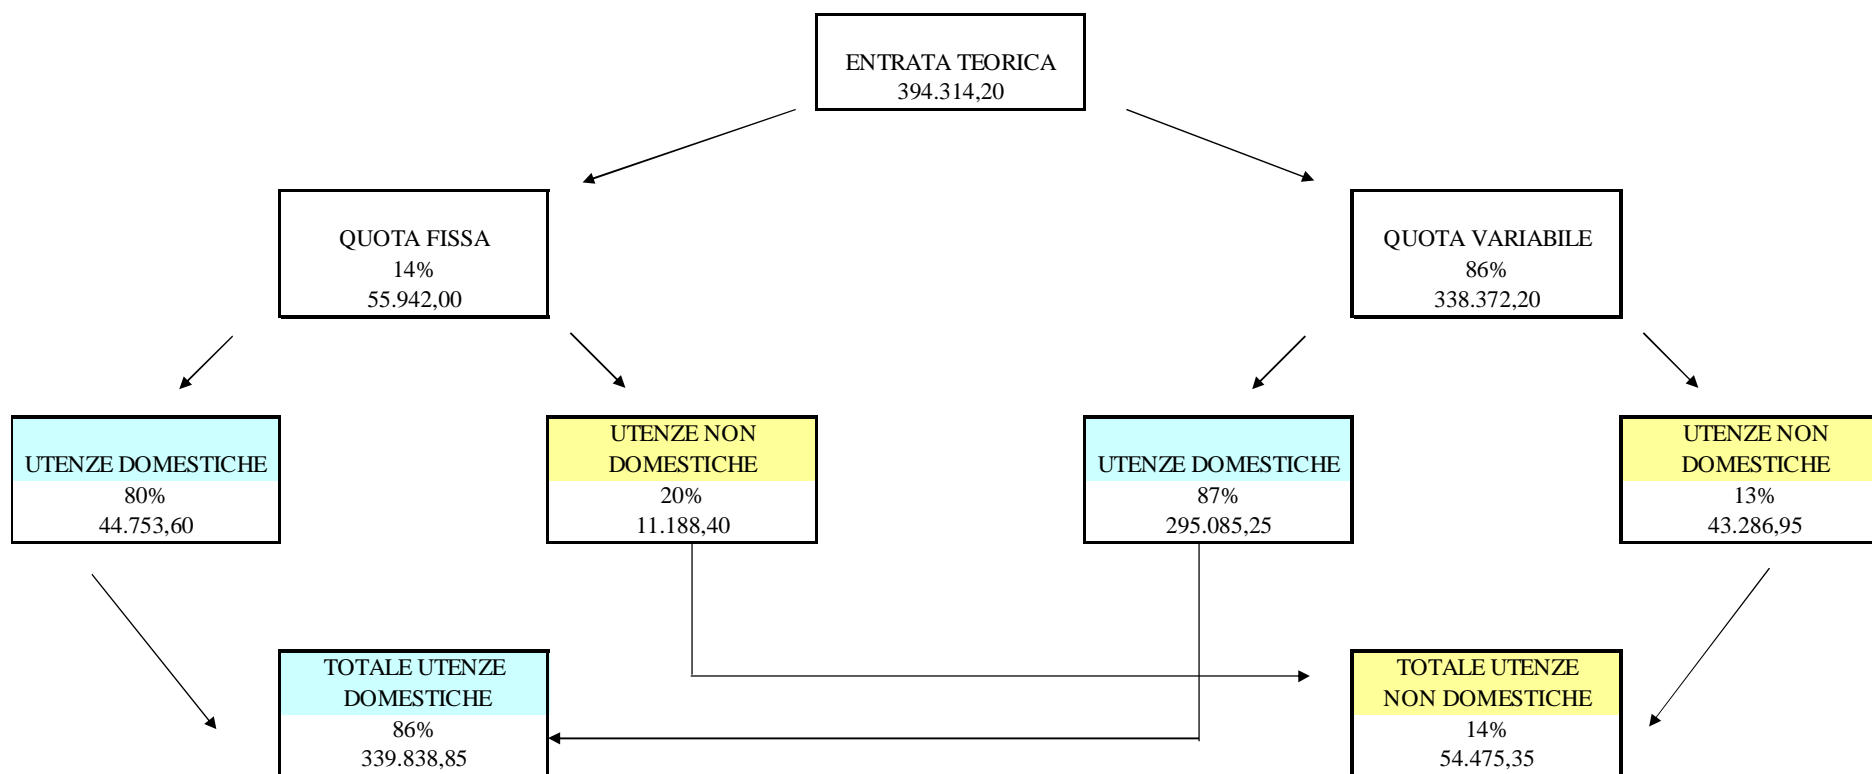 ENTRATA TEORICA
394.314,20
QUOTA FISSA
14%
55.942,00
QUOTA VARIABILE
86%
338.372,20
UTENZE DOMESTICHE
80%
44.753,60
UTENZE NON
DOMESTICHE
20%
11.188,40
UTENZE DOMESTICHE
87%
295.085,25
UTENZE NON
DOMESTICHE
13%
43.286,95
TOTALE UTENZE
DOMESTICHE
86%
339.838,85
TOTALE UTENZE
NON DOMESTICHE
14%
54.475,35